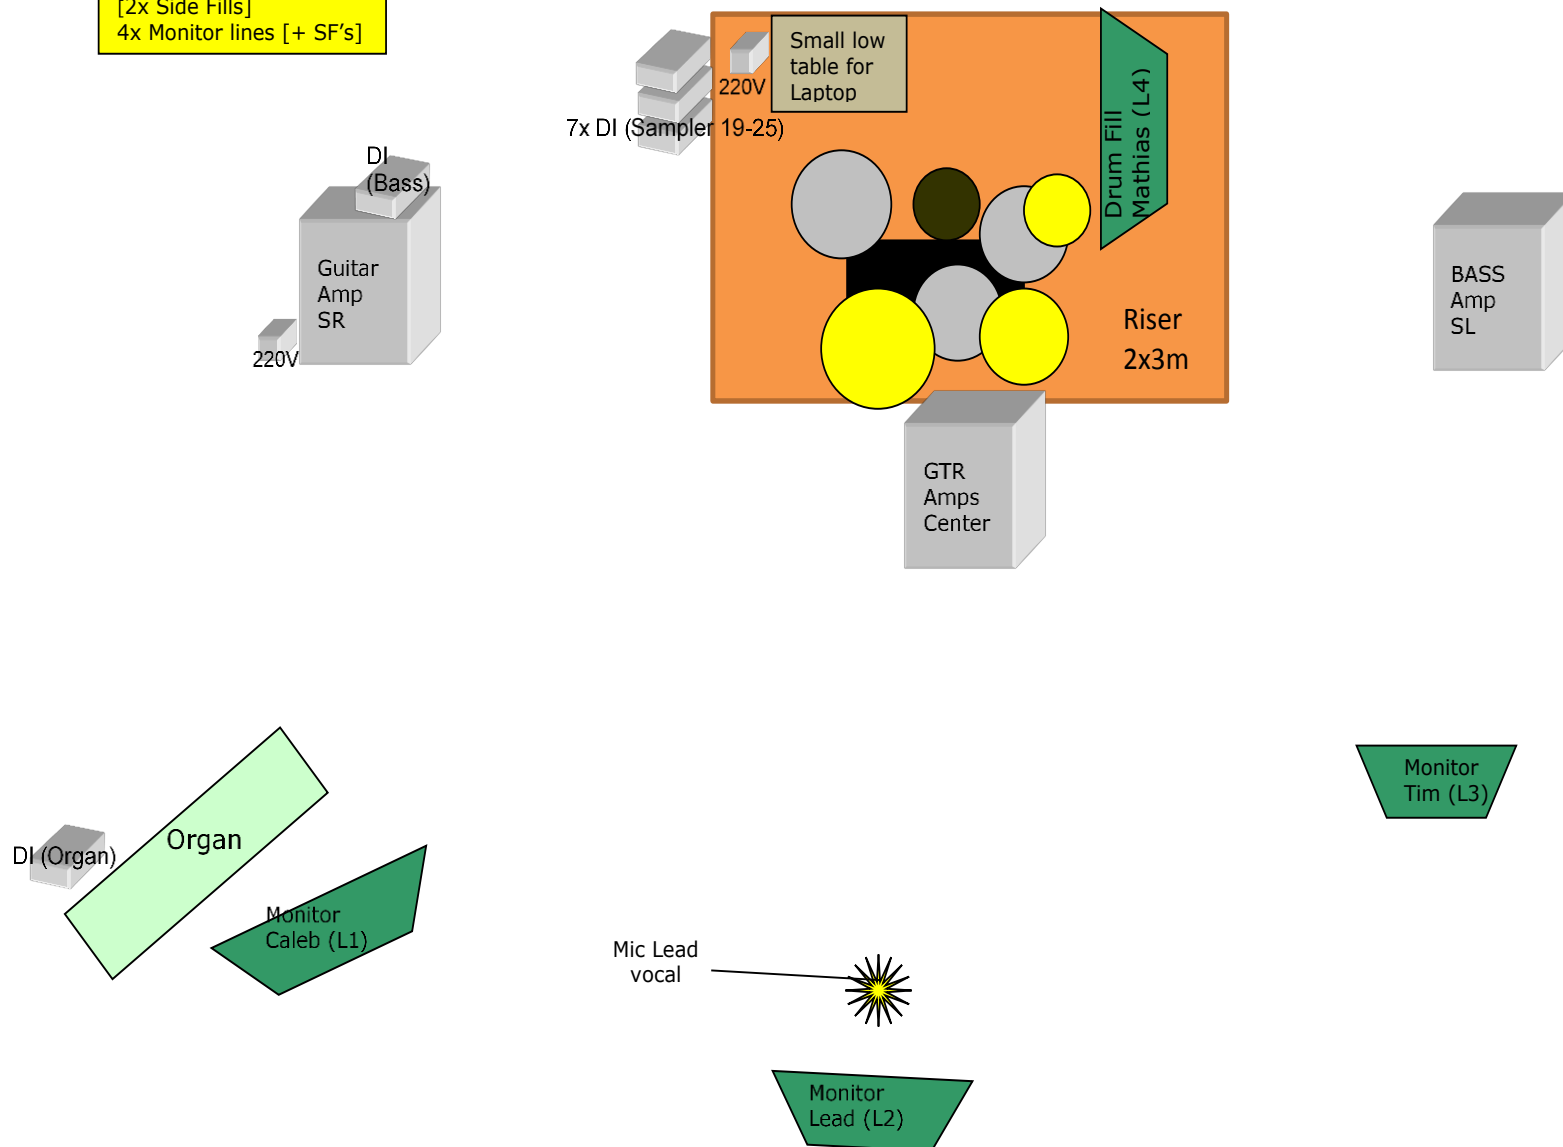 [2x Side Fills]
4x Monitor lines [+ SF's]
Small low
table for
Laptop
220V
7x DI (Sampler 19-25)
Drum Fill
Mathias (L4)
DI
(Bass)
Guitar
Amp
SR
220V
BASS
Amp
SL
Riser
2x3m
GTR
Amps
Center
Monitor
Tim (L3)
Organ
DI (Organ)
Monitor
Caleb (L1)
Mic Lead
vocal
Monitor
Lead (L2)